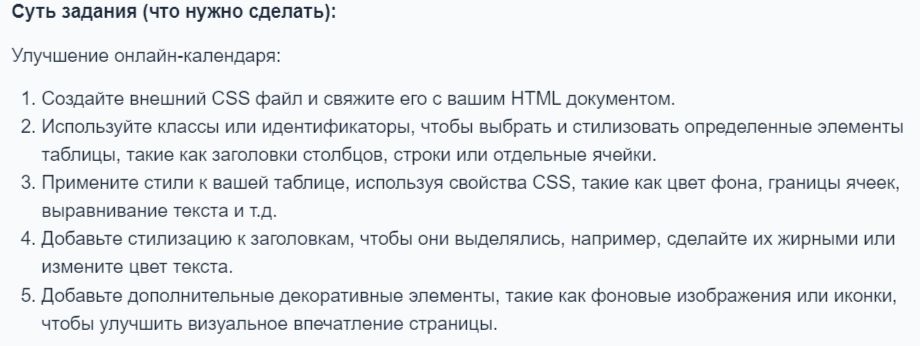 Суть задания (что нужно сделать):
Улучшение онлайн-календаря:
1. Создайте внешний CSS файл и свяжите его с вашим HTML документом.
2. Используйте классы или идентификаторы, чтобы выбрать и стилизовать определенные элементы
таблицы, такие как заголовки столбцов, строки или отдельные ячейки.
3. Примените стили к вашей таблице, используя свойства CSS, такие как цвет фона, границы ячеек,
выравнивание текста и т.д.
4. Добавьте стилизацию к заголовкам, чтобы они выделялись, например, сделайте их жирными или
измените цвет текста.
5. Добавьте дополнительные декоративные элементы, такие как фоновые изображения или иконки,
чтобы улучшить визуальное впечатление страницы.